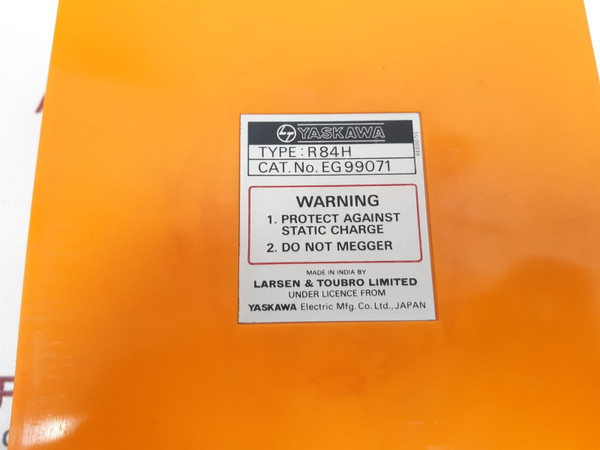 YASKAWA
TYPE: R84H
CAT.No. EG99071
WARNING
1. PROTECT AGAINST
STATIC CHARGE
2. DO NOT MEGGER
MADE IN INDIA BY
LARSEN & TOUBRO LIMITED
UNDER LICENCE FROM
YASKAWA Electric Mfg. Co. Ltd., JAPAN